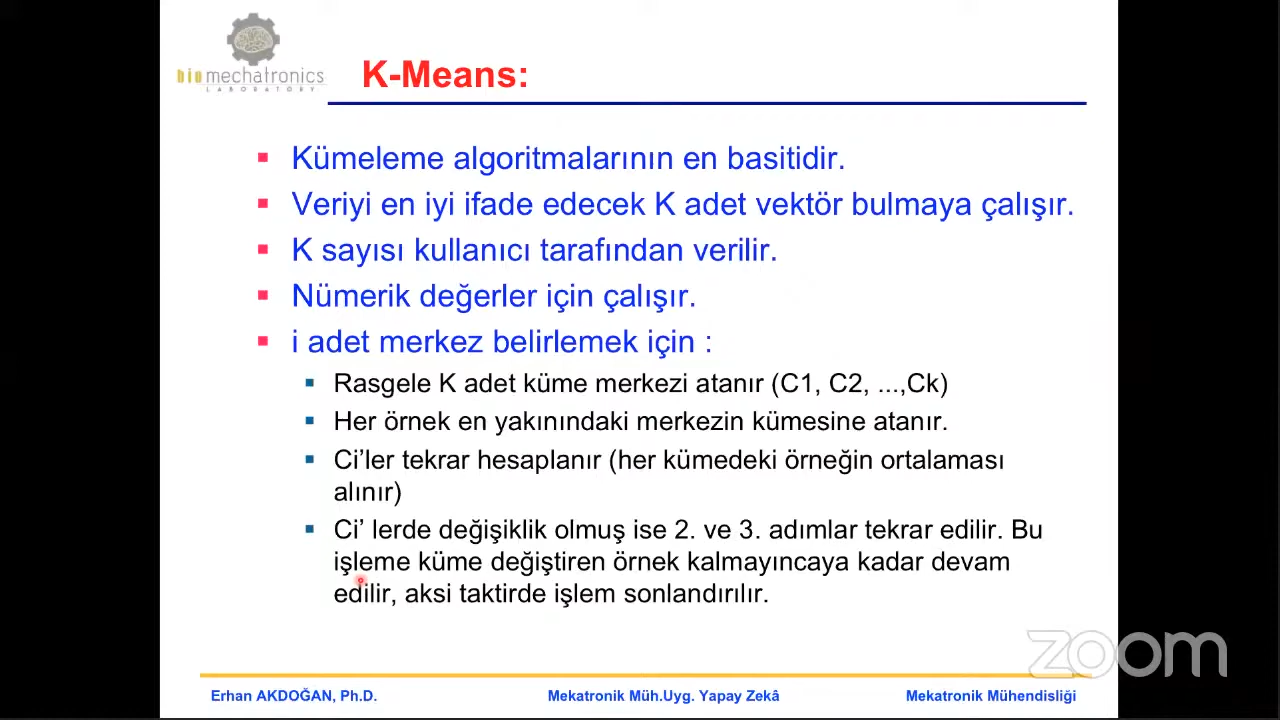 biomechatronics
LABORATORY
K-Means:
Kümeleme algoritmalarının en basitidir.
Veriyi en iyi ifade edecek K adet vektör bulmaya çalışır.
K sayısı kullanıcı tarafından verilir.
Nümerik değerler için çalışır.
i adet merkez belirlemek için :
Rasgele K adet küme merkezi atanır (C1, C2, ...,Ck)
Her örnek en yakınındaki merkezin kümesine atanır.
Ci’ler tekrar hesaplanır (her kümedeki örneğin ortalaması
alınır)
Ci’ lerde değişiklik olmuş ise 2. ve 3. adımlar tekrar edilir. Bu
işleme küme değiştiren örnek kalmayıncaya kadar devam
edilir, aksi taktirde işlem sonlandırılır.
zoom
Erhan AKDOĞAN, Ph.D.
Mekatronik Müh.Uyg. Yapay Zekâ
Mekatronik Mühendisliği